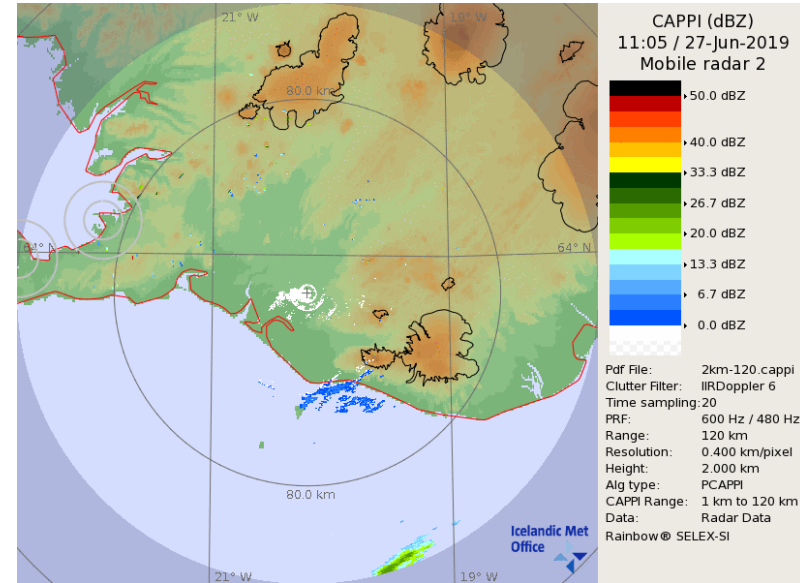 21° W
19° W
80.0 km
64° N
64° N
80.0 km
Icelandic Met
Office
21° W
19° W
CAPPI (dBZ)
11:05 / 27-Jun-2019
Mobile radar 2
50.0 dBZ
40.0 dBZ
33.3 dBZ
26.7 dBZ
20.0 dBZ
13.3 dBZ
6.7 dBZ
0.0 dBZ
Pdf File: 2km-120.cappi
Clutter Filter: IIRDoppler 6
Time sampling:20
PRF: 600 Hz / 480 Hz
Range: 120 km
Resolution: 0.400 km/pixel
Height: 2.000 km
Alg type: PCAPPI
CAPPI Range: 1 km to 120 km
Data: Radar Data
Rainbow® SELEX-SI